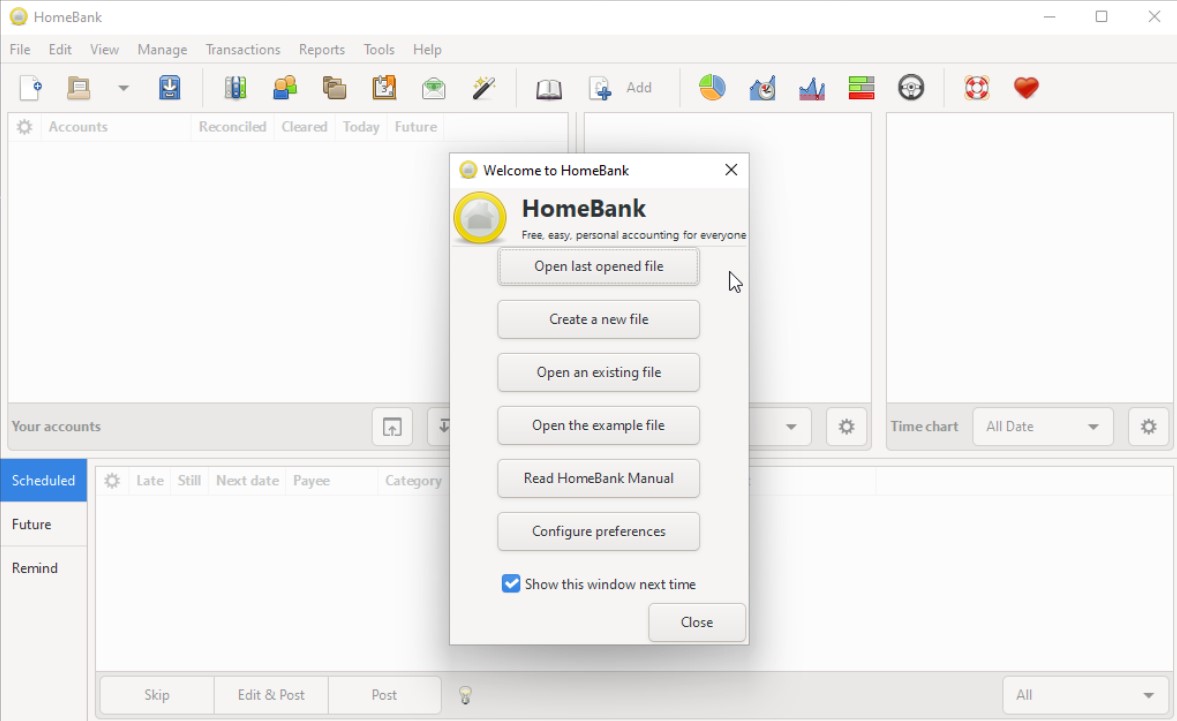 HomeBank
File Edit View Manage Transactions Reports Tools Help
Add
Accounts Reconciled Cleared Today Future
Welcome to HomeBank
HomeBank
Free, easy, personal accounting for everyone
Open last opened file
Create a new file
Open an existing file
Open the example file
Read HomeBank Manual
Configure preferences
Show this window next time
Close
Your accounts
Time chart All Date
Scheduled
Future
Remind
Late Still Next date Payee Category
Skip Edit & Post Post
All